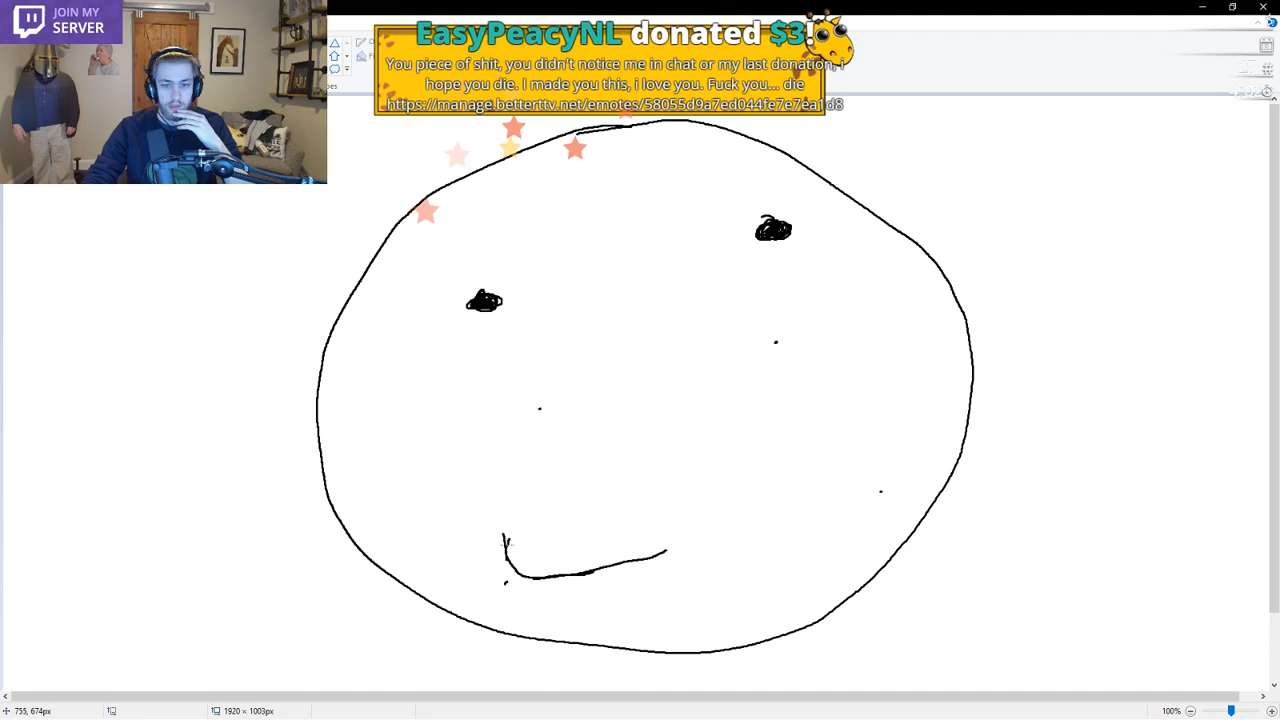 JOIN MY
SERVER
EasyPeacyNL donated $3!
You piece of shit, you didn't notice me in chat or my last donation, i
hope you die. I made you this, i love you. Fuck you... die
https://manage.betterttv.net/emotes/58055d9a7ed044fe7e7ea1d8
755, 674px
1920 × 1003px
100%